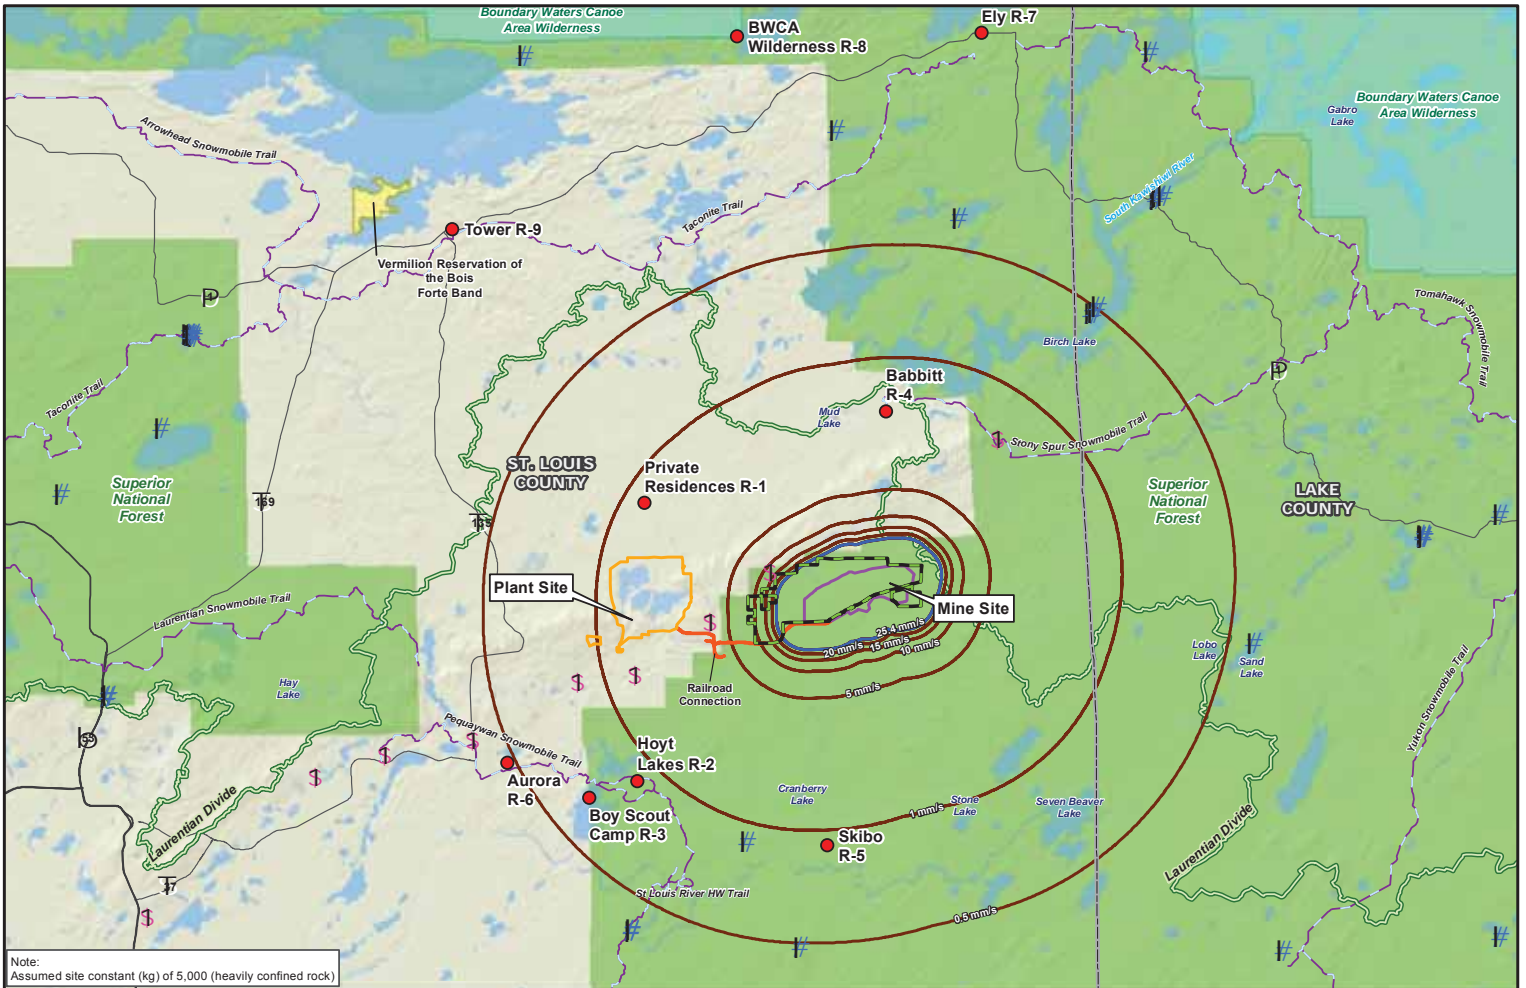 Boundary Waters Canoe
Area Wilderness
BWCA
Wilderness R-8
Ely R-7
Boundary Waters Canoe
Area Wilderness
Gabro
Lake
Arrowhead Snowmobile Trail
South Kawishiwi River
Taconite Trail
Tower R-9
Vermilion Reservation of
the Bois
Forte Band
Tomahawk Snowmobile Trail
Birch Lake
Babbitt
R-4
Taconite Trail
Mud
Lake
Stony Spur Snowmobile Trail
ST. LOUIS
COUNTY
Private
Residences R-1
Superior
National
Forest
Superior
National
Forest
LAKE
COUNTY
169
135
Plant Site
Mine Site
Laurentian Snowmobile Trail
25.4 mm/s
20 mm/s
15 mm/s
10 mm/s
5 mm/s
Lobo
Lake
Sand
Lake
Hay
Lake
Railroad
Connection
Yukon Snowmobile Trail
Pequaywan Snowmobile Trail
53
Hoyt
Lakes R-2
Aurora
R-6
Boy Scout
Camp R-3
Cranberry
Lake
Stone
Lake
Seven Beaver
Lake
1 mm/s
Laurentian Divide
Laurentian Divide
Skibo
R-5
37
St Louis River HW Trail
0.5 mm/s
Note:
Assumed site constant (kg) of 5,000 (heavily confined rock)